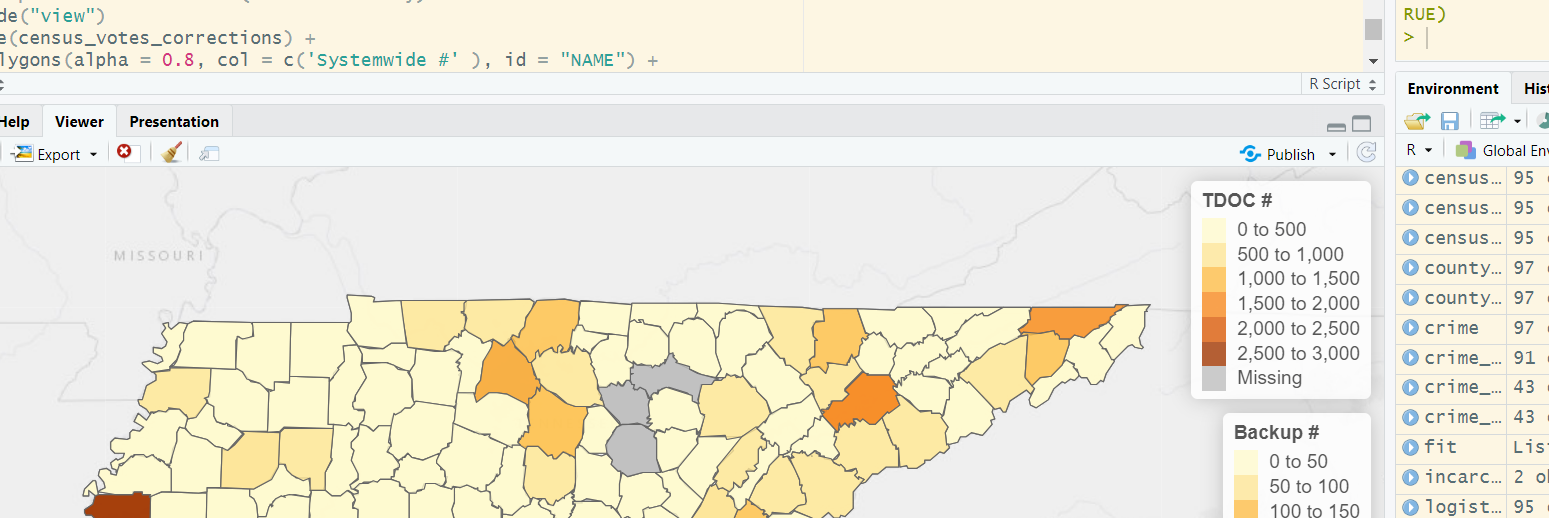 de("view")
e(census_votes_corrections) +
lygons(alpha = 0.8, col = c('Systemwide #' ), id = "NAME") +
R Script
Help
Viewer
Presentation
Export
Publish
MISSOURI
TDOC #
0 to 500
500 to 1,000
1,000 to 1,500
1,500 to 2,000
2,000 to 2,500
2,500 to 3,000
Missing
Backup #
0 to 50
50 to 100
100 to 150
RUE)
>
Environment
Hist
R
Global Env
census… 95
census… 95
census… 95
county… 97
county… 97
crime 97
crime_… 91
crime_… 43
crime_… 43
fit Lis
incarc… 2 ob
logist… 95